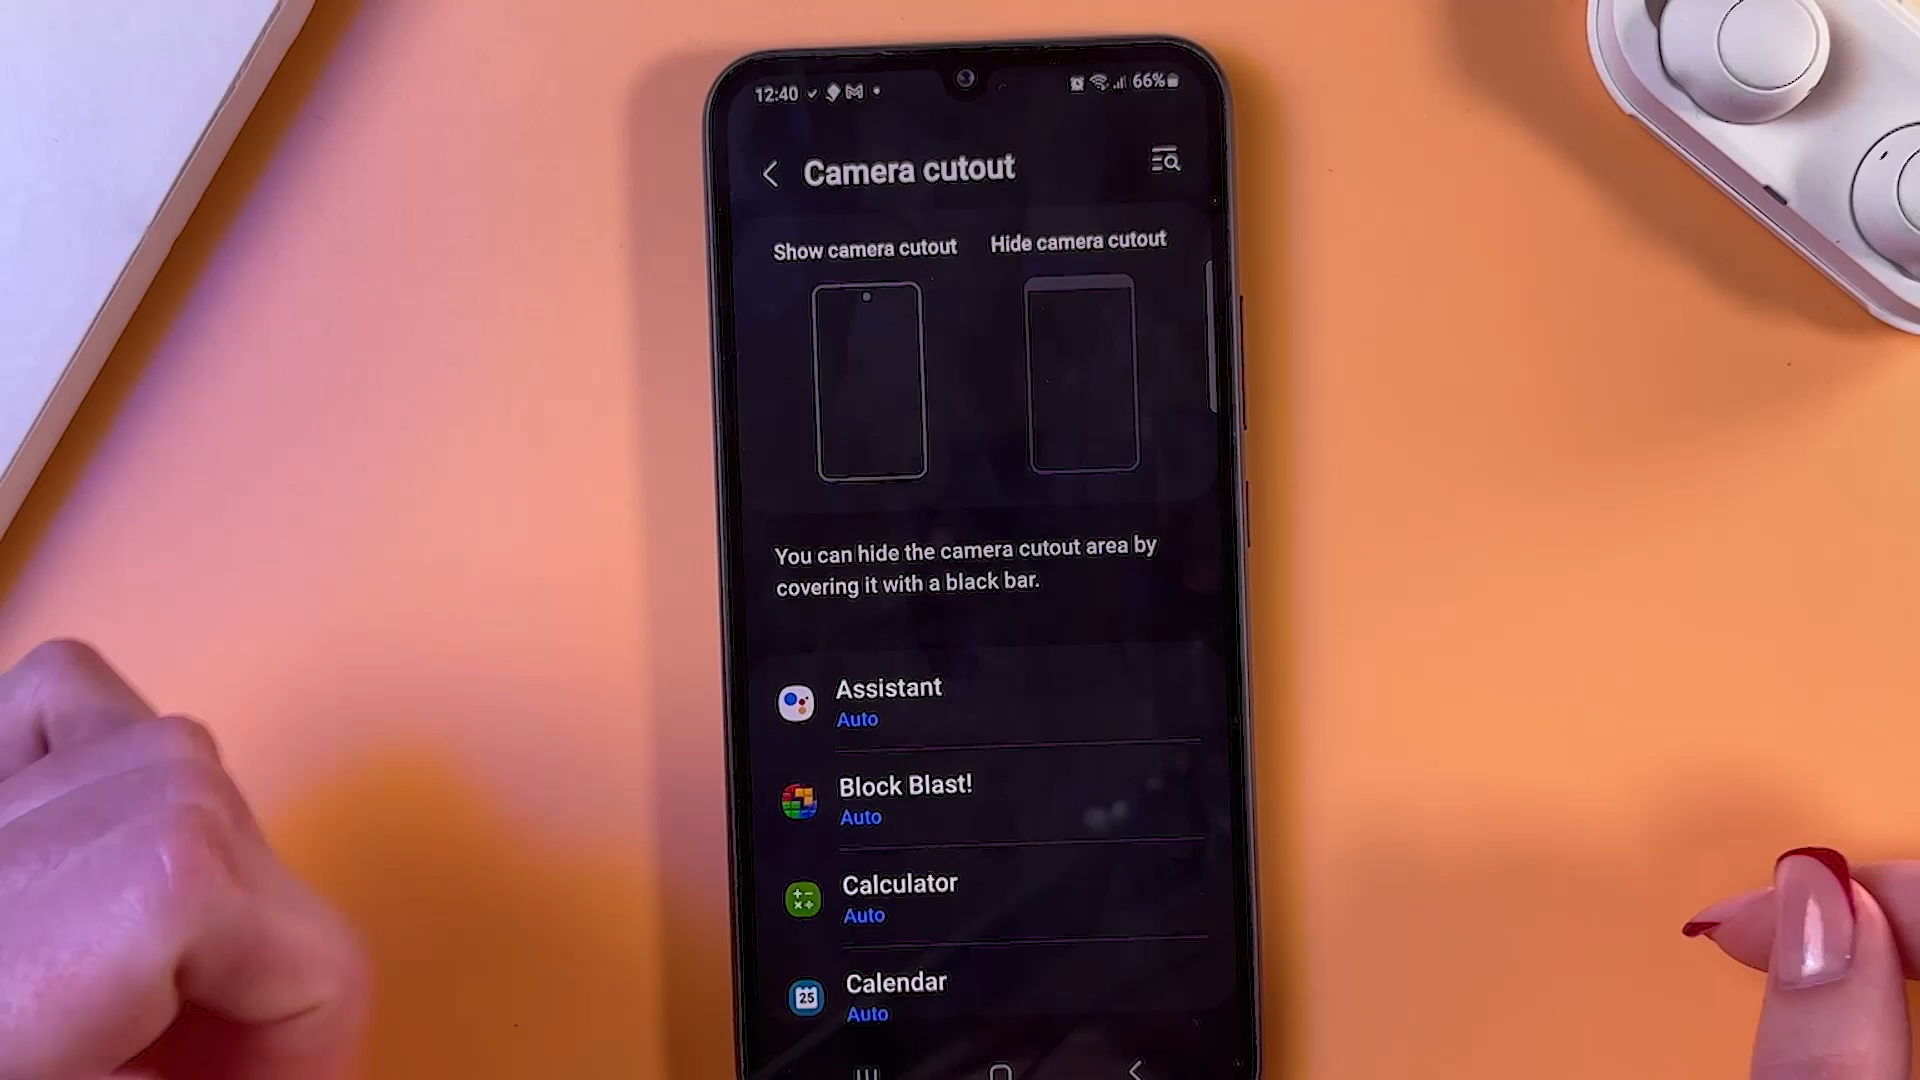 12:40
66%
Camera cutout
Show camera cutout
Hide camera cutout
You can hide the camera cutout area by
covering it with a black bar.
Assistant
Auto
Block Blast!
Auto
Calculator
Auto
25
Calendar
Auto